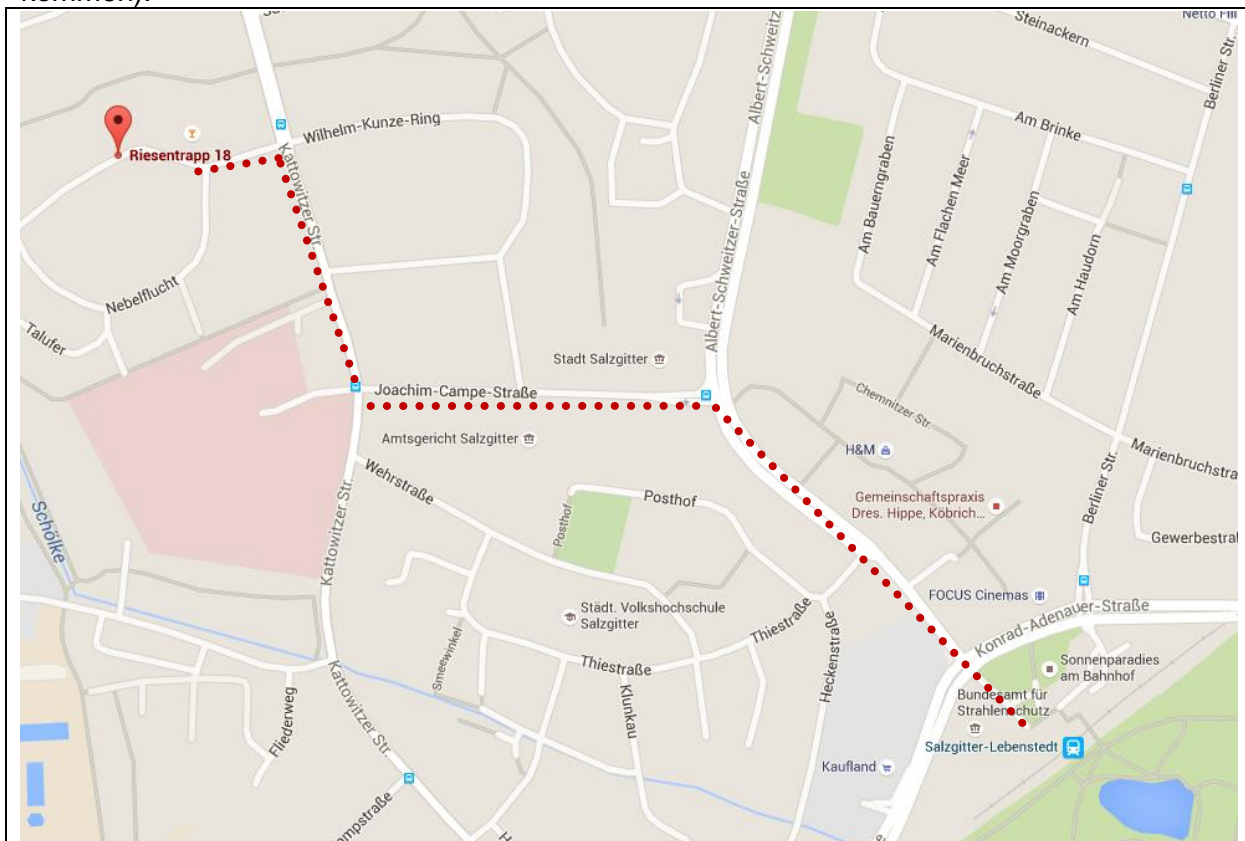 Steinackern
Netto Fili
Berliner Str.
Albert-Schweitz
Am Brinke
Wilhelm-Kunze-Ring
Riesentrapp 18
Kattowitzer Str.
Am Bauerngraben
Am Flachen Meer
Am Moorgraben
Am Haudorn
Albert-Schweitzer-Straße
Nebelflucht
Talufer
Stadt Salzgitter
Marienbruchstraße
Joachim-Campe-Straße
Chemnitzer Str.
Amtsgericht Salzgitter
H&M
Marienbruchstra
Wehrstraße
Posthof
Posthof
Gemeinschaftspraxis
Dres. Hippe, Köbrich...
Berliner Str.
Schölke
Kattowitzer Str.
Gewerbestraß
Städt. Volkshochschule
Salzgitter
FOCUS Cinemas
Konrad-Adenauer-Straße
Thiestraße
Smeewinkel
Thiestraße
Heckenstraße
Sonnenparadies
am Bahnhof
Klunkau
Fliederweg
Kattowitzer Str.
Bundesamt für
Strahlenschutz
Salzgitter-Lebenstedt
Kaufland